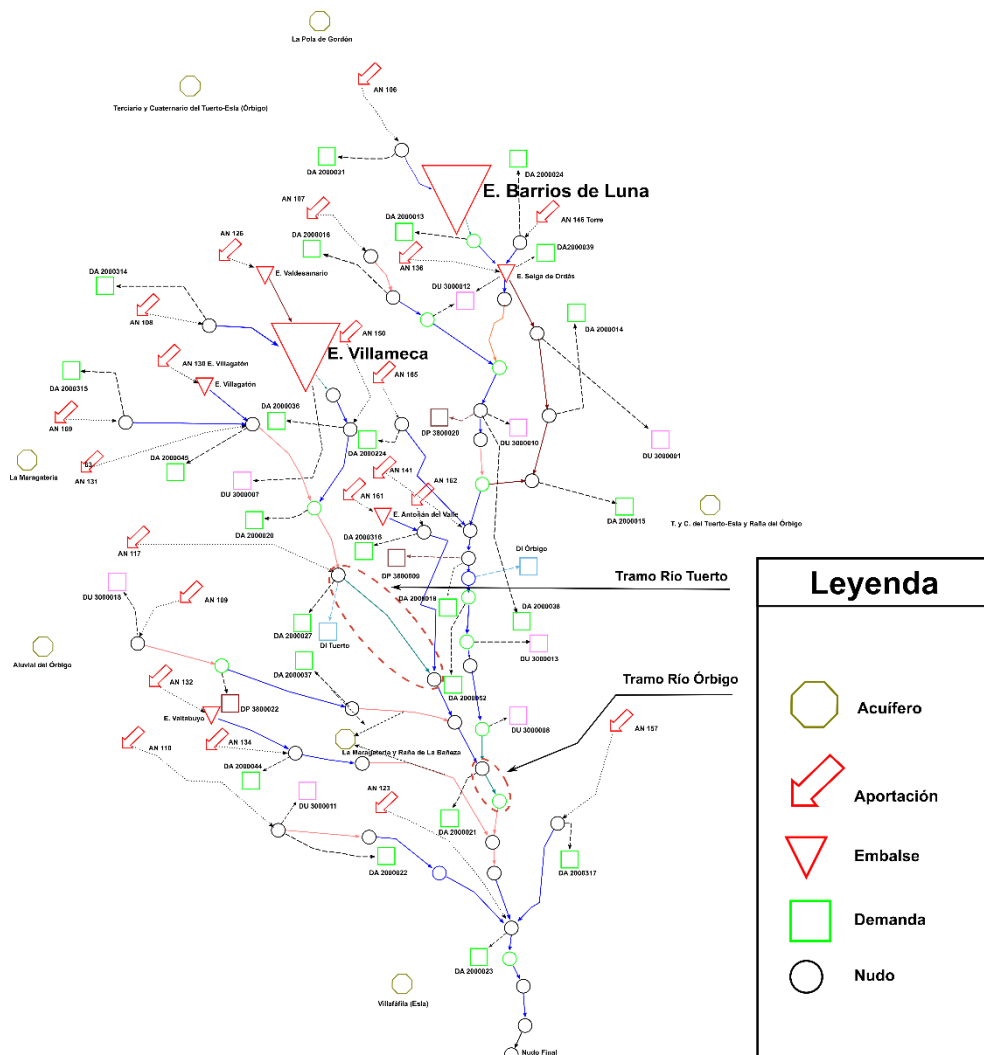 La Pola de Gordón
Terciario y Cuaternario del Tuerto-Esla (Órbigo)
AN 106
DA 2000031
DA 2000024
E. Barrios de Luna
AN 107
DA 2000013
AN 146 Torre
DA 2000016
AN 126
AN 136
DA2000039
E. Valdesamario
E. Selga de Ordás
DA 2000314
DU 3000012
AN 108
AN 150
DA 2000014
E. Villameca
AN 130 E. Villagatón
AN 165
E. Villagatón
DA 2000315
DA 2000036
AN 109
DP 3800020
DU 3000010
DA 2000224
DU 3000001
La Maragatería
DA 2000045
AN 131
AN 141
AN 162
DU 3000007
AN 161
E. Antoñán del Valle
DA 2000015
T. y C. del Tuerto-Esla y Raña del Órbigo
DA 2000020
DA 2000316
DI Órbigo
AN 117
DP 3800009
Tramo Río Tuerto
Leyenda
DU 3000018
AN 189
DA 2000019
DA 2000038
DA 2000027
DI Tuerto
DU 3000013
Aluvial del Órbigo
DA 2000037
AN 132
DA 2000052
Tramo Río Órbigo
DP 3800022
E. Valtabuyo
Acuífero
DU 3000008
AN 157
AN 110
AN 134
La Maragatería y Raña de La Bañeza
DA 2000044
AN 123
Aportación
DU 3000011
DA 2000021
Embalse
DA 2000022
DA 2000317
Demanda
DA 2000023
Villafáfila (Esla)
Nudo
Nudo Final